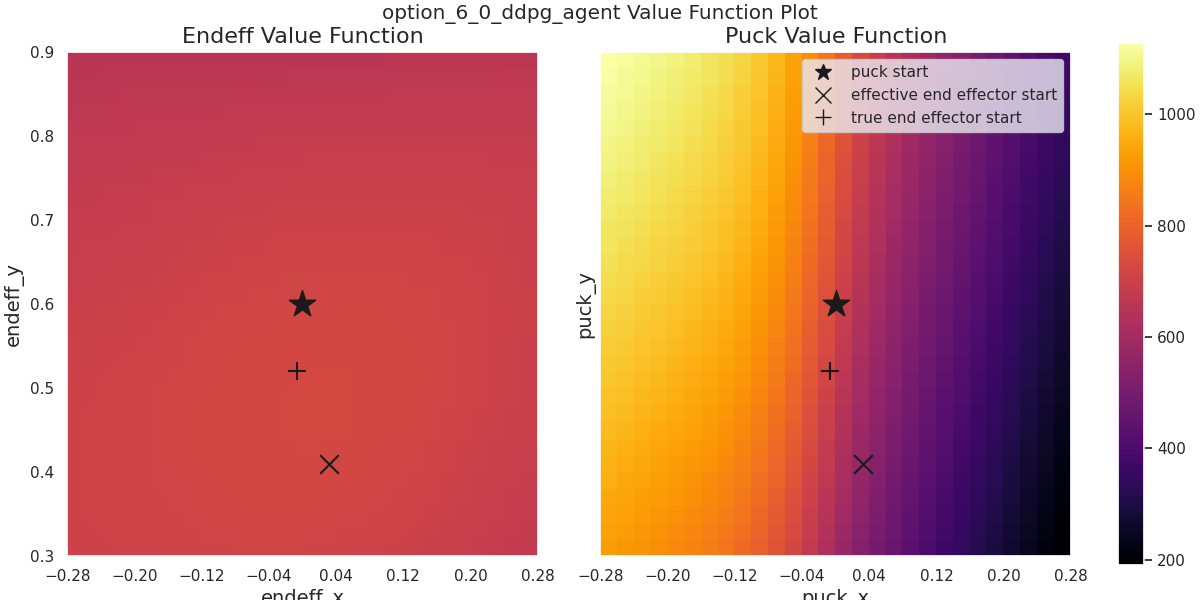 option_6_0_ddpg_agent Value Function Plot
Endeff Value Function
Puck Value Function
endeff_y
0.9
0.8
0.7
0.6
0.5
0.4
0.3
−0.28 −0.20 −0.12 −0.04 0.04 0.12 0.20 0.28
endeff_x
puck_y
puck start
effective end effector start
true end effector start
−0.28 −0.20 −0.12 −0.04 0.04 0.12 0.20 0.28
puck_x
1000
800
600
400
200